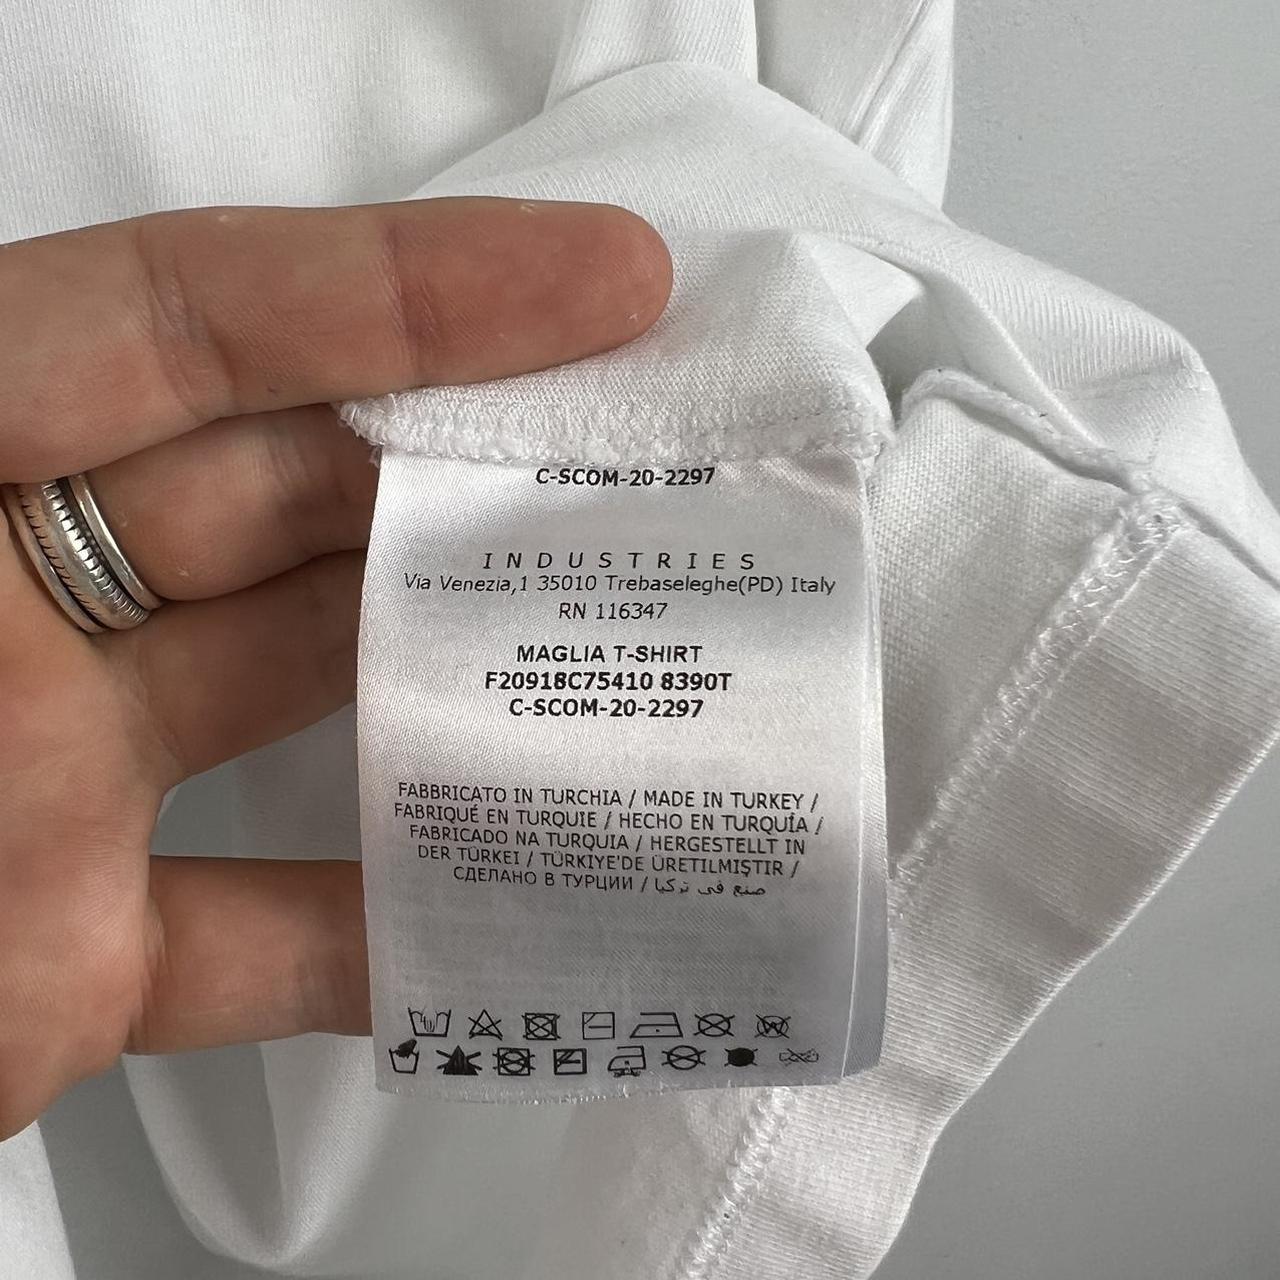 C-SCOM-20-2297
INDUSTRIES
Via Venezia,1 35010 Trebaseleghe(PD) Italy
RN 116347
MAGLIA T-SHIRT
F20918C75410 8390T
C-SCOM-20-2297
FABBRICATO IN TURCHIA / MADE IN TURKEY /
FABRIQUÉ EN TURQUIE / HECHO EN TURQUÍA /
FABRICADO NA TURQUIA / HERGESTELLT IN
DER TÜRKEI / TÜRKIYE'DE ÜRETILMIŞTIR /
СДЕЛАНО В ТУРЦИИ / صنع في تركيا
40
W